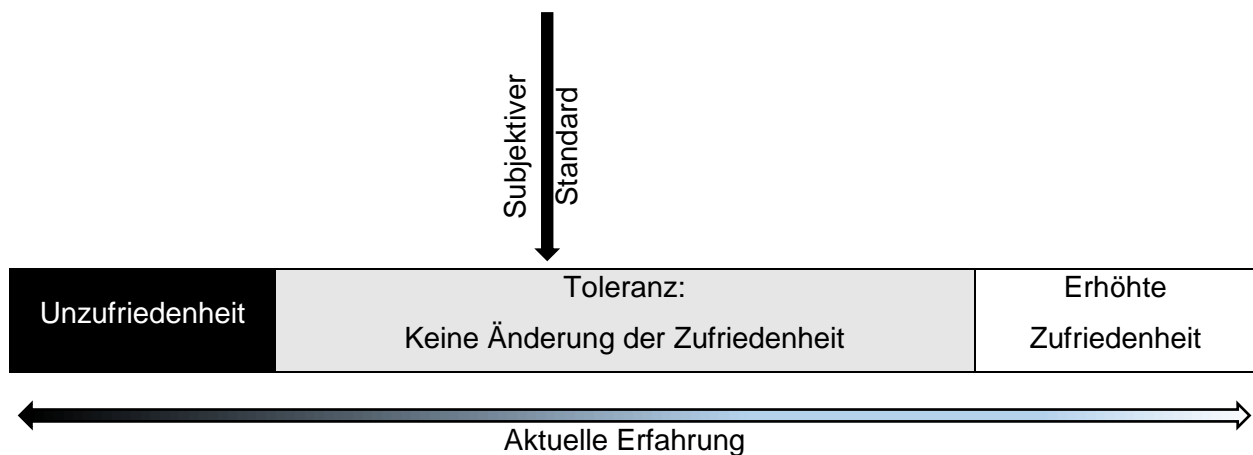 Subjektiver
Standard
Unzufriedenheit
Toleranz:
Keine Änderung der Zufriedenheit
Erhöhte
Zufriedenheit
Aktuelle Erfahrung